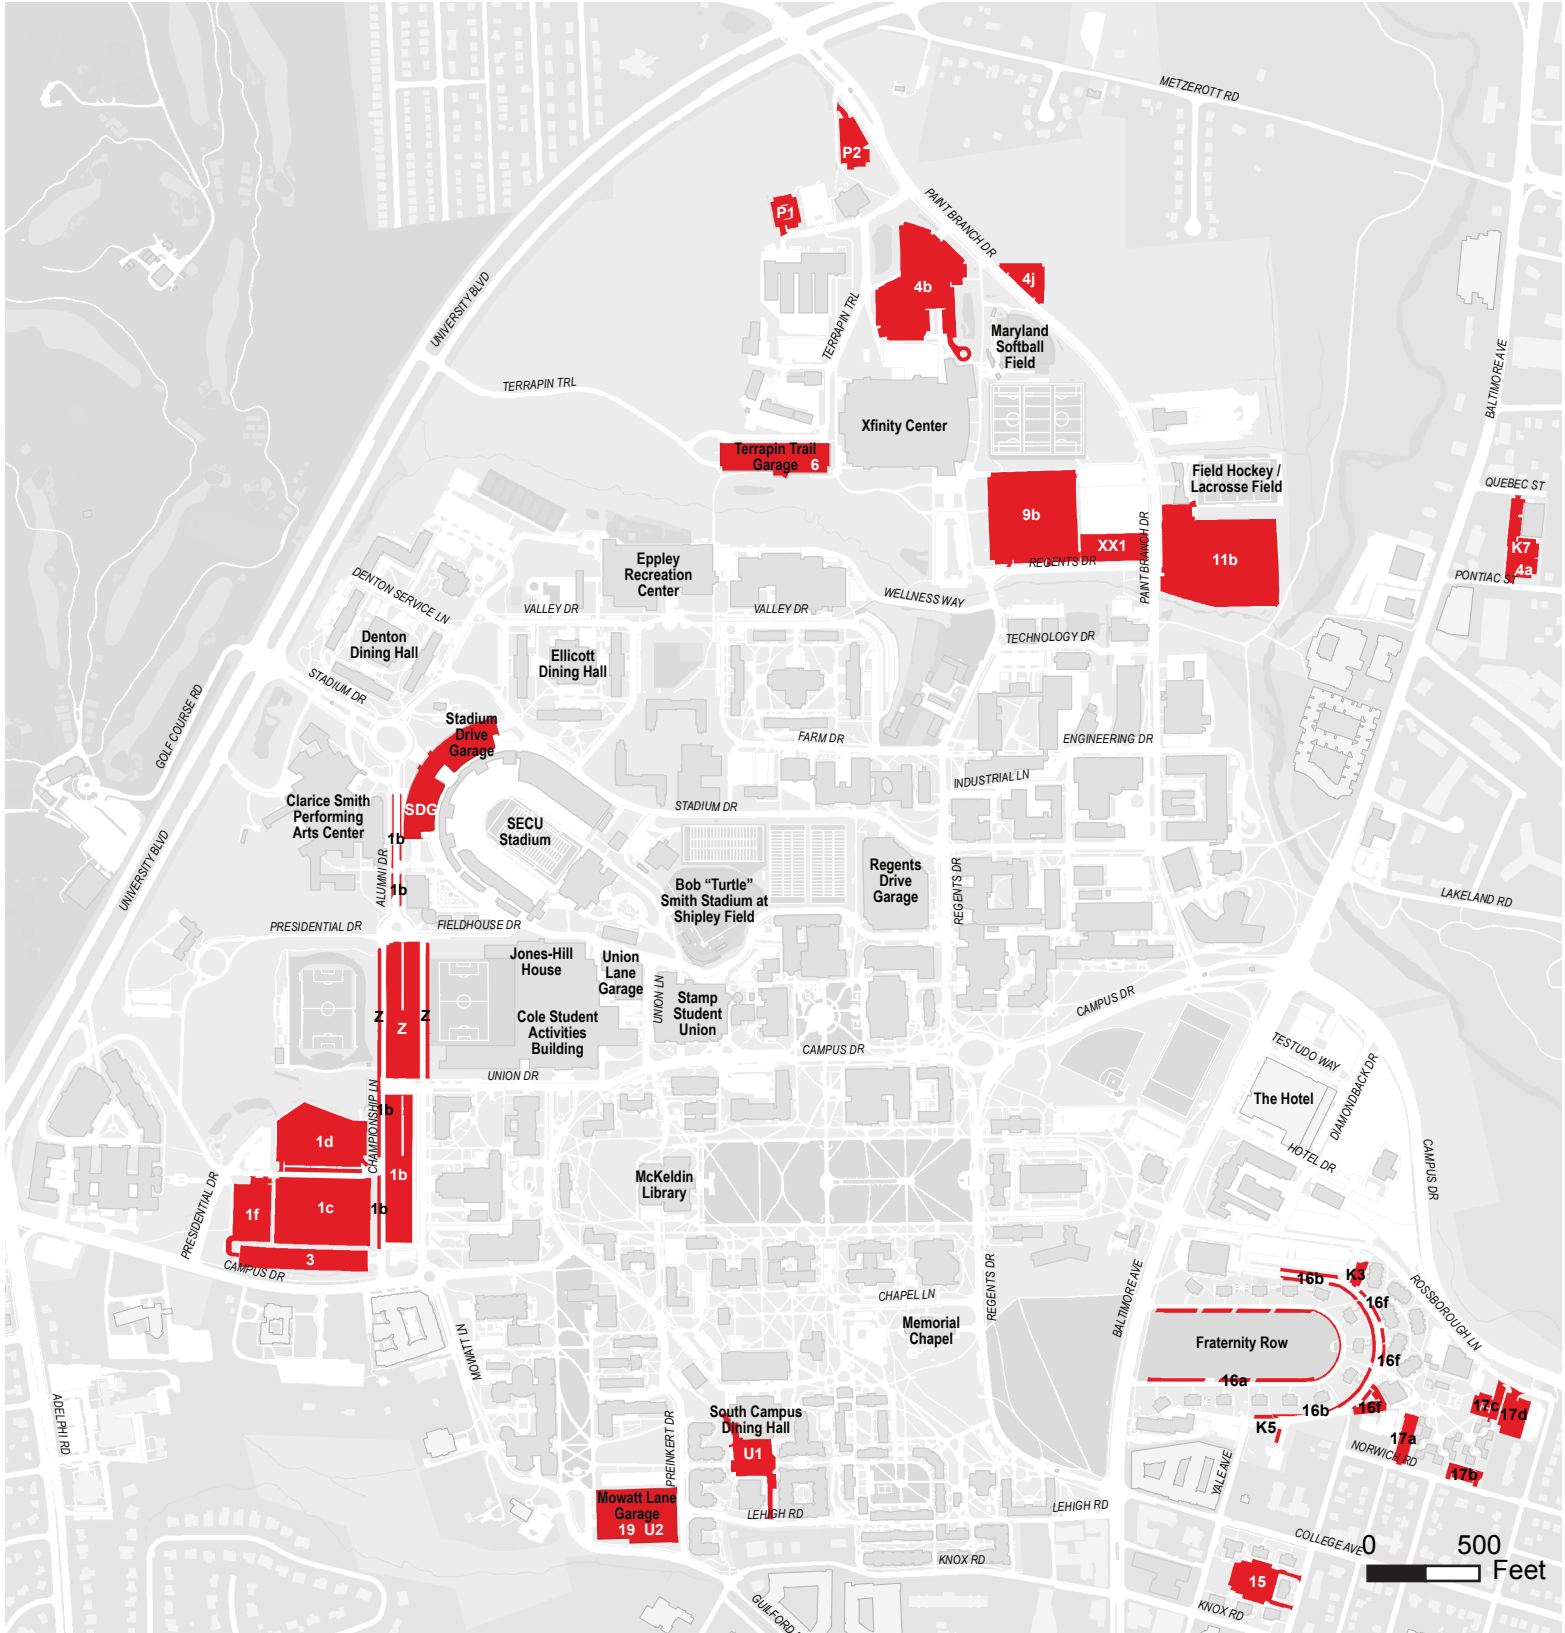 METZEROTT RD
P2
PAINT BRANCH DR
P1
UNIVERSITY BLVD
4b
4j
TERRAPIN TRL
Maryland
Softball
Field
BALTIMORE AVE
TERRAPIN TRL
Xfinity Center
Terrapin Trail
Garage 6
Field Hockey /
Lacrosse Field
QUEBEC ST
9b
XX1
PAINT BRANCH DR
11b
K7
4a
PONTIAC ST
REGENTS DR
Eppley
Recreation
Center
DENTON SERVICE LN
VALLEY DR
VALLEY DR
WELLNESS WAY
TECHNOLOGY DR
Denton
Dining Hall
Ellicott
Dining Hall
STADIUM DR
GOLF COURSE RD
Stadium
Drive
Garage
FARM DR
ENGINEERING DR
INDUSTRIAL LN
Clarice Smith
Performing
Arts Center
SDG
STADIUM DR
SECU
Stadium
1b
ALUMNI DR
1b
UNIVERSITY BLVD
Regents
Drive
Garage
REGENTS DR
Bob “Turtle”
Smith Stadium at
Shipley Field
LAKELAND RD
PRESIDENTIAL DR
FIELDHOUSE DR
Jones-Hill
House
Union
Lane
Garage
UNION LN
Stamp
Student
Union
CAMPUS DR
Z
Z
Z
Cole Student
Activities
Building
CAMPUS DR
TESTUDO WAY
DIAMONDBACK DR
UNION DR
The Hotel
CHAMPIONSHIP LN
1b
1d
1b
HOTEL DR
CAMPUS DR
McKeldin
Library
PRESIDENTIAL DR
1f
1c
1b
3
CAMPUS DR
REGENTS DR
BALTIMORE AVE
16b
K3
16f
ROSSBOROUGH LN
CHAPEL LN
Memorial
Chapel
MOWATT LN
Fraternity Row
16f
16a
ADELPHI RD
South Campus
Dining Hall
16b
16f
K5
17c
17d
17a
NORWICH RD
U1
PREINKERT DR
YALE AVE
17b
Mowatt Lane
Garage
19 U2
LEHIGH RD
LEHIGH RD
COLLEGE AVE
0 500
Feet
KNOX RD
15
KNOX RD
GUILFORD